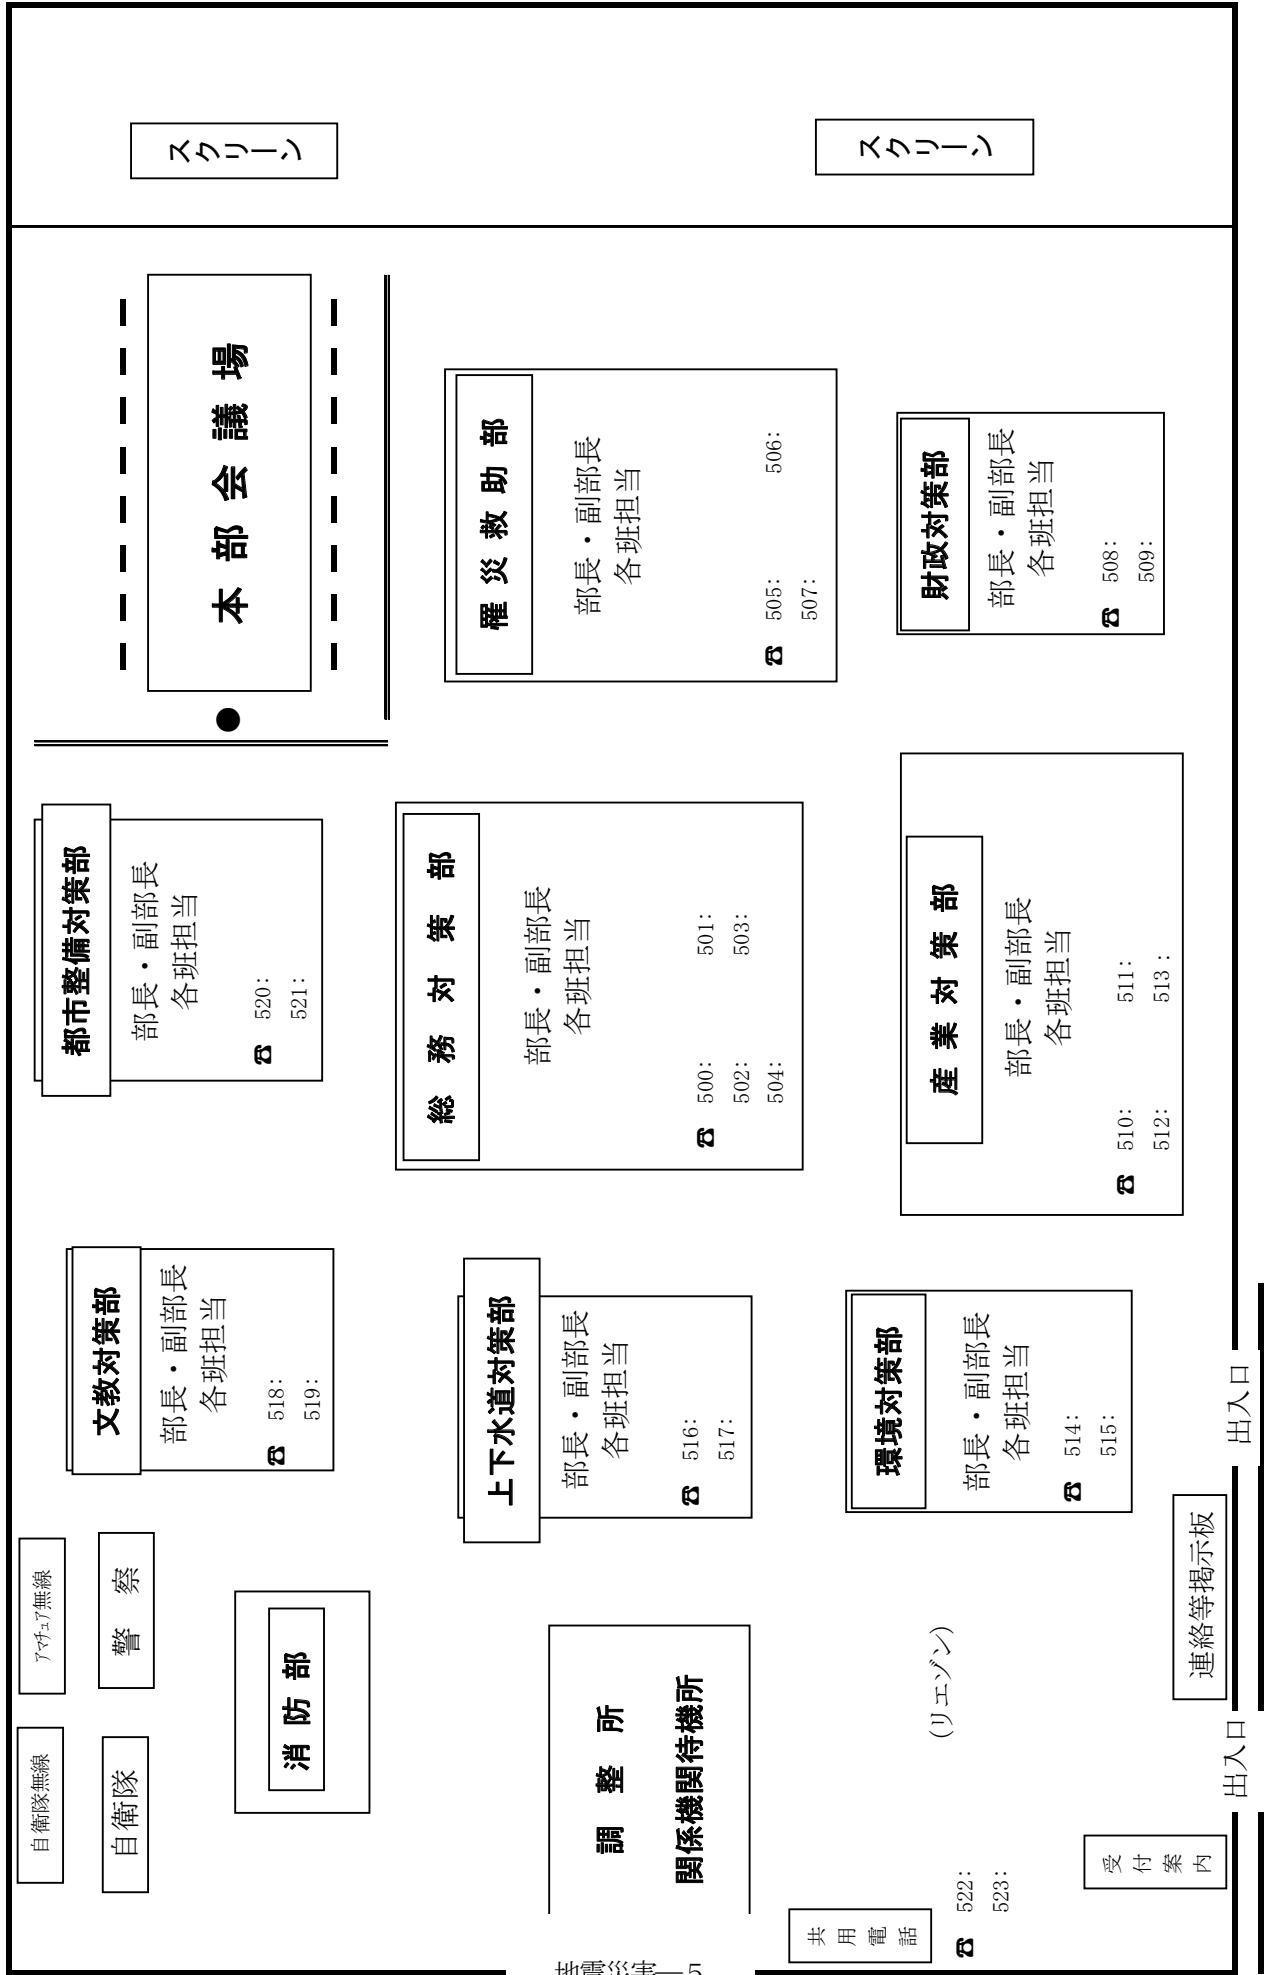 スクリーン
スクリーン
本部会議場
罹災救助部
部長・副部長
各班担当
☎ 505: 506:
507:
財政対策部
部長・副部長
各班担当
☎ 508:
509:
都市整備対策部
部長・副部長
各班担当
☎ 520:
521:
総務対策部
部長・副部長
各班担当
☎ 500: 501:
502: 503:
504:
産業対策部
部長・副部長
各班担当
☎ 510: 511:
512: 513 :
文教対策部
部長・副部長
各班担当
☎ 518:
519:
上下水道対策部
部長・副部長
各班担当
☎ 516:
517:
環境対策部
部長・副部長
各班担当
☎ 514:
515:
出入口
アマチュア無線
警 察
自衛隊無線
自衛隊
消防部
調 整 所
関係機関待機所
(リエゾン)
連絡等掲示板
出入口
共用電話
☎ 522:
523:
受付案内
地震災害―5